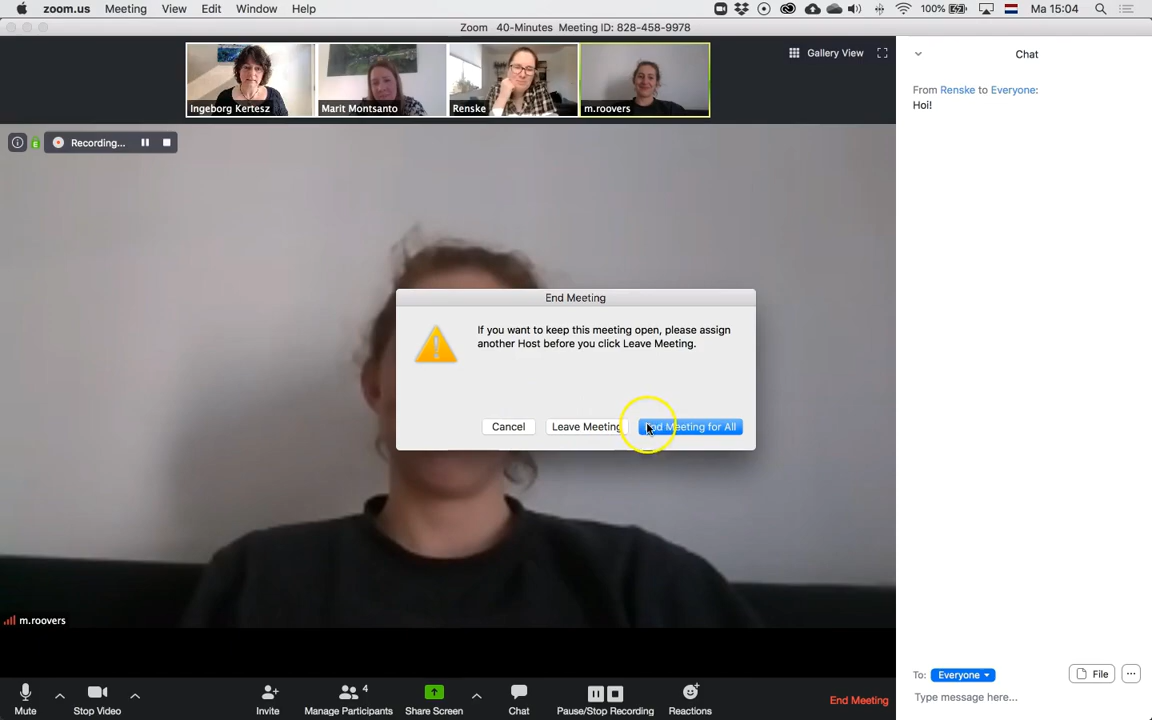 zoom.us Meeting View Edit Window Help 100% Ma 15:04
Zoom 40-Minutes Meeting ID: 828-458-9978
Ingeborg Kertesz Marit Montsanto Renske m.roovers
Gallery View
Chat
From Renske to Everyone:
Hoi!
Recording...
End Meeting
If you want to keep this meeting open, please assign
another Host before you click Leave Meeting.
Cancel Leave Meeting End Meeting for All
m.roovers
To: Everyone File
Type message here...
Mute Stop Video Invite Manage Participants 4 Share Screen Chat Pause/Stop Recording Reactions End Meeting